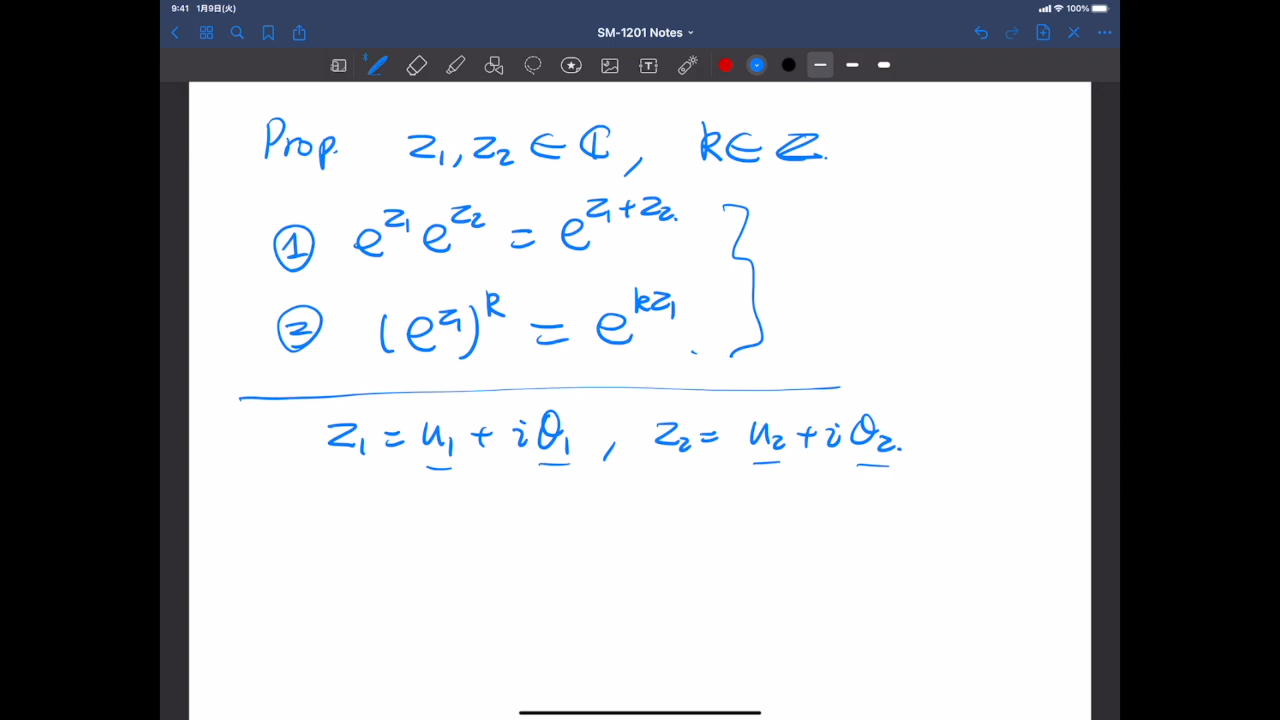 9:41 1月9日(火) 100%
SM-1201 Notes
Prop. z₁, z₂ ∈ ℂ, k ∈ ℤ.
① e^{z₁} e^{z₂} = e^{z₁+z₂}.
② (e^{z₁})^k = e^{kz₁}.
z₁ = u₁ + iθ₁, z₂ = u₂ + iθ₂.